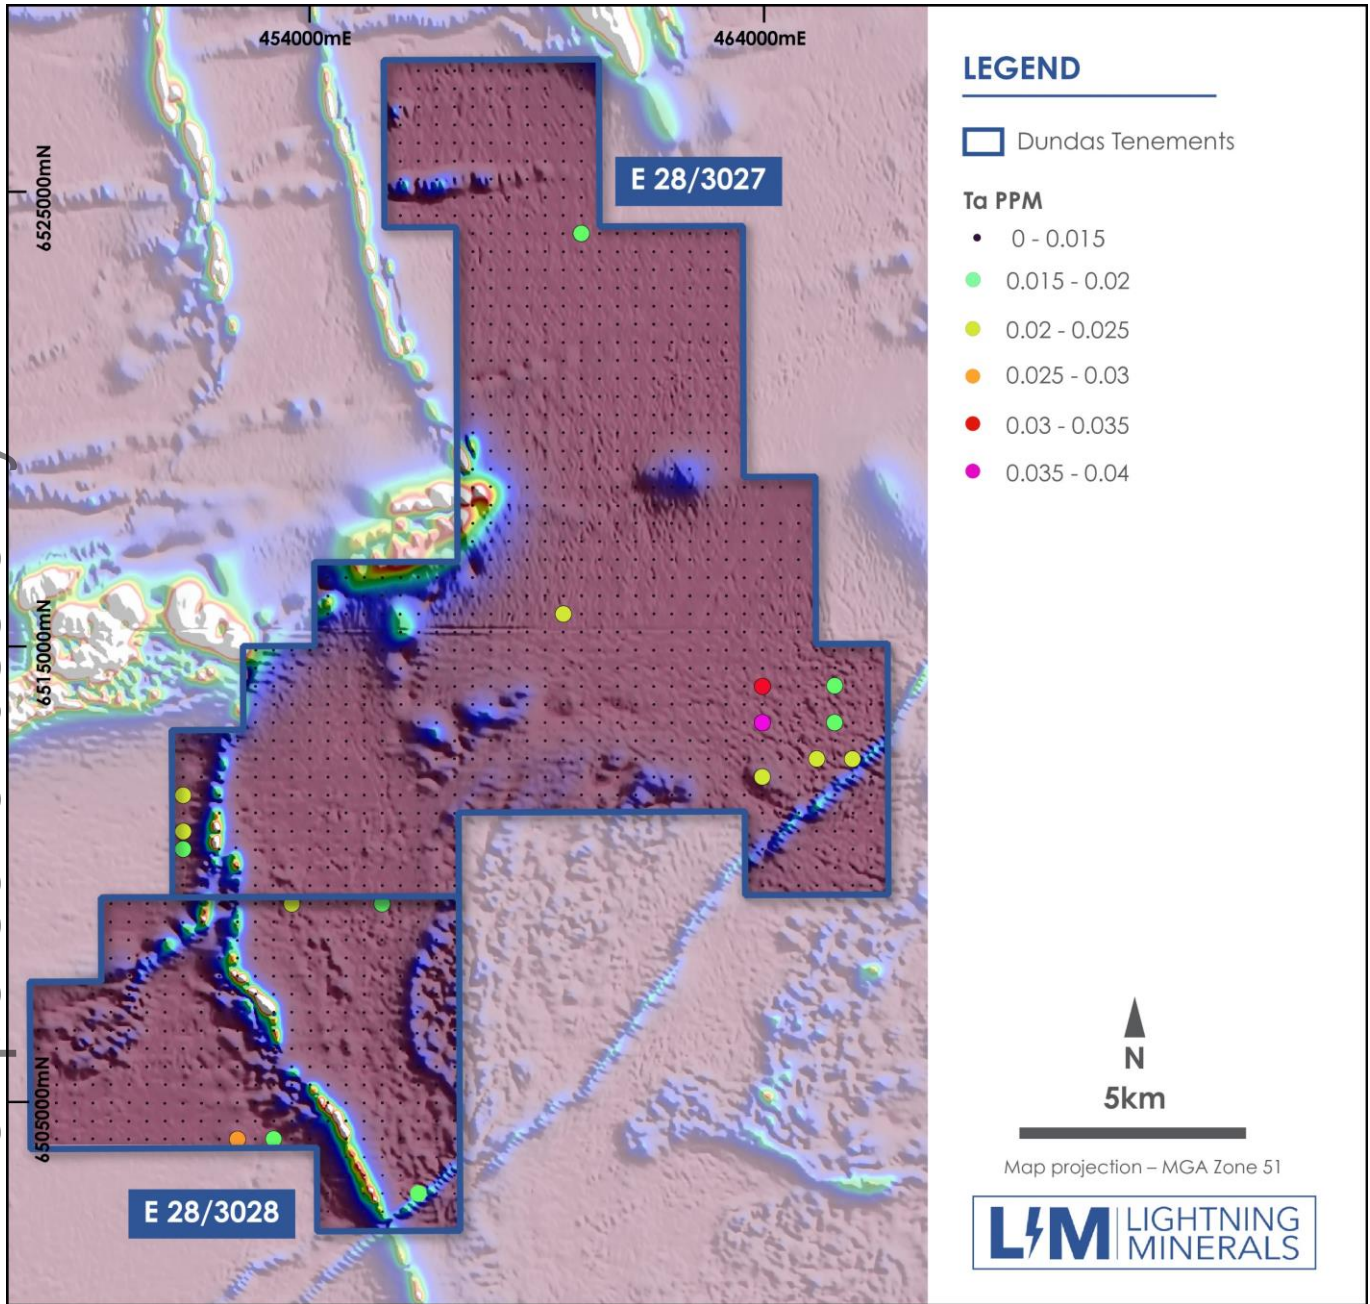 454000mE
464000mE
6525000mN
6515000mN
6505000mN
E 28/3027
E 28/3028
LEGEND
Dundas Tenements
Ta PPM
0 - 0.015
0.015 - 0.02
0.02 - 0.025
0.025 - 0.03
0.03 - 0.035
0.035 - 0.04
N
5km
Map projection – MGA Zone 51
LM LIGHTNING
MINERALS